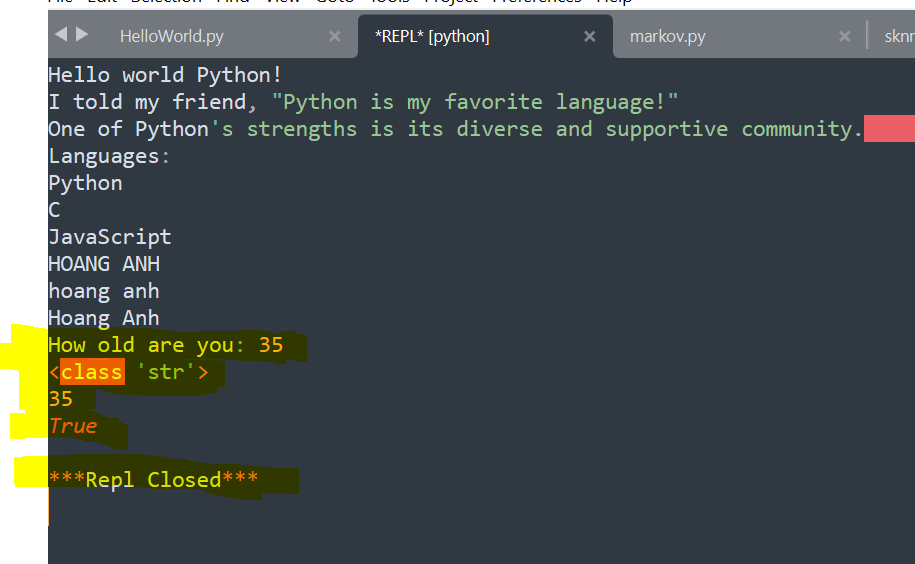 HelloWorld.py × *REPL* [python] × markov.py ×
Hello world Python!
I told my friend, "Python is my favorite language!"
One of Python's strengths is its diverse and supportive community.
Languages:
Python
C
JavaScript
HOANG ANH
hoang anh
Hoang Anh
How old are you: 35
<class 'str'>
35
True
***Repl Closed***